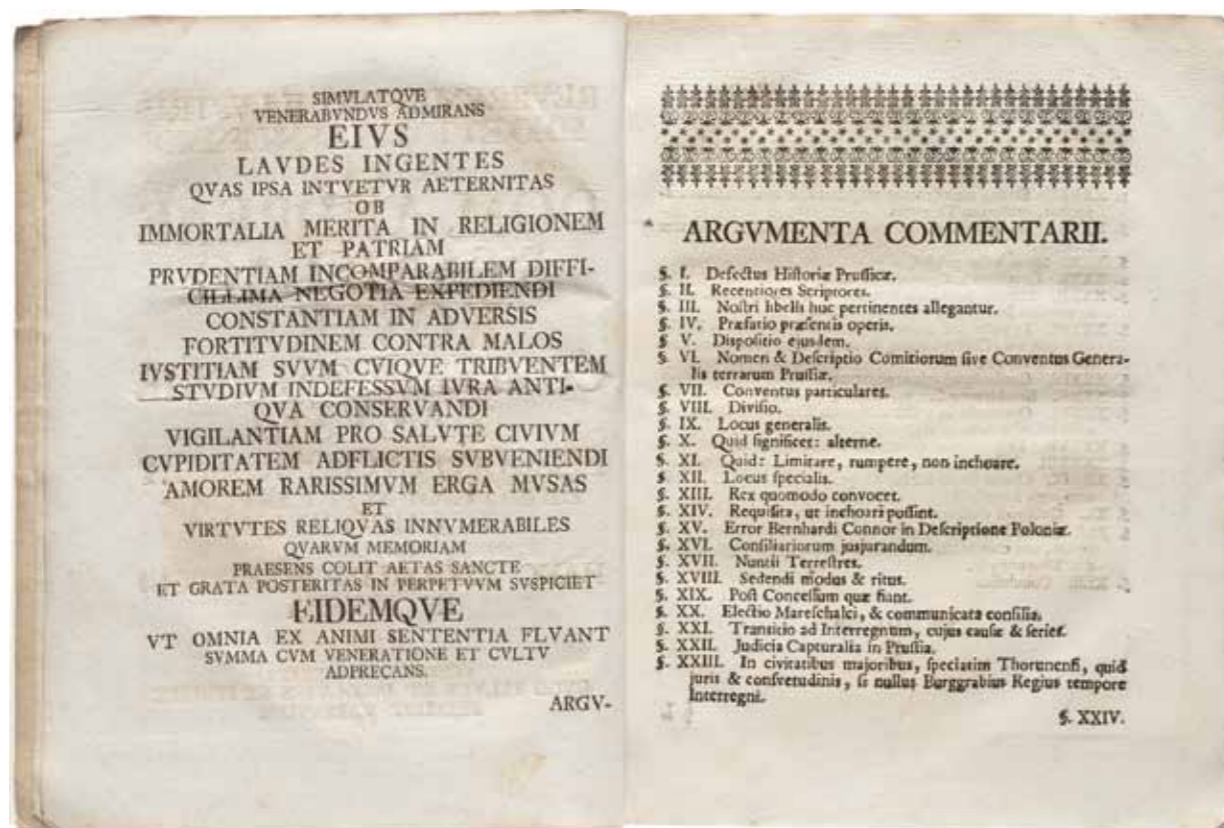 SIMVLATQVE
VENERABVNDVS ADMIRANS
EIVS
LAVDES INGENTES
QVAS IPSA INTVETVR AETERNITAS
OB
IMMORTALIA MERITA IN RELIGIONEM
ET PATRIAM
PRVDENTIAM INCOMPARABILEM DIFFI-
CILLIMA NEGOTIA EXPEDIENDI
CONSTANTIAM IN ADVERSIS
FORTITVDINEM CONTRA MALOS
IVSTITIAM SVVM CVIQVE TRIBVENTEM
STVDIVM INDEFESSVM IVRA ANTI-
QVA CONSERVANDI
VIGILANTIAM PRO SALVTE CIVIVM
CVPIDITATEM ADFLICTIS SVBVENIENDI
AMOREM RARISSIMVM ERGA MVSAS
ET
VIRTVTES RELIQVAS INNVMERABILES
QVARVM MEMORIAM
PRAESENS COLIT AETAS SANCTE
ET GRATA POSTERITAS IN PERPETVVM SVSPICIET
EIDEMQVE
VT OMNIA EX ANIMI SENTENTIA FLVANT
SVMMA CVM VENERATIONE ET CVLTV
ADPRECANS.
ARGV-
ARGVMENTA COMMENTARII.
§. I. Defectus Hiſtoriæ Pruſſicæ.
§. II. Recentiores Scriptores.
§. III. Noſtri libelli huc pertinentes allegantur.
§. IV. Præfatio præſentis operis.
§ V. Diſpoſitio ejusdem.
§ VI. Nomen & Deſcriptio Comitiorum ſive Conventus Genera-
lis terrarum Pruſſiæ.
§. VII. Conventus particulares.
§. VIII. Diviſio.
§. IX. Locus generalis.
§. X. Quid ſignificet: alterne.
§. XI. Quid: Limitare, rumpere, non inchoare.
§ XII. Locus ſpecialis.
§. XIII. Rex quomodo convocet.
§. XIV. Requiſita, ut inchoari poſſint.
§. XV. Error Bernhardi Connor in Deſcriptione Poloniæ.
§. XVI. Conſiliariorum jusjurandum.
§. XVII. Nuntii Terreſtres.
§. XVIII. Sedendi modus & ritus.
§. XIX. Poſt Conceſſum quæ fiant.
§. XX. Electio Mareſchalci, & communicata conſilia.
§. XXI. Transitio ad Interregnum, cujus cauſæ & ſeries.
§. XXII. Judicia Capturalia in Pruſſia.
§. XXIII. In civitatibus majoribus, ſpeciatim Thorunenſi, quid
juris & conſvetudinis, ſi nullus Burggrabius Regius tempore
Interregni.
§. XXIV.